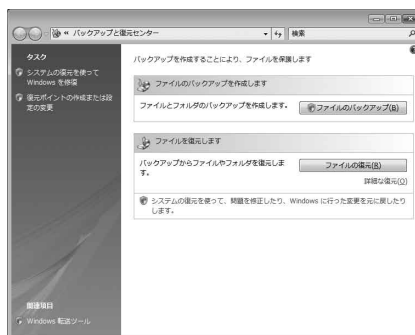 « バックアップと復元センター
検索
タスク
システムの復元を使って
Windows を修復
復元ポイントの作成または設
定の変更
バックアップを作成することにより、ファイルを保護します
ファイルのバックアップを作成します
ファイルとフォルダのバックアップを作成します。
ファイルのバックアップ(B)
ファイルを復元します
バックアップからファイルやフォルダを復元しま
す。
ファイルの復元(R)
詳細な復元(O)
システムの復元を使って、問題を修正したり、Windows に行った変更を元に戻したり
します。
関連項目
Windows 転送ツール